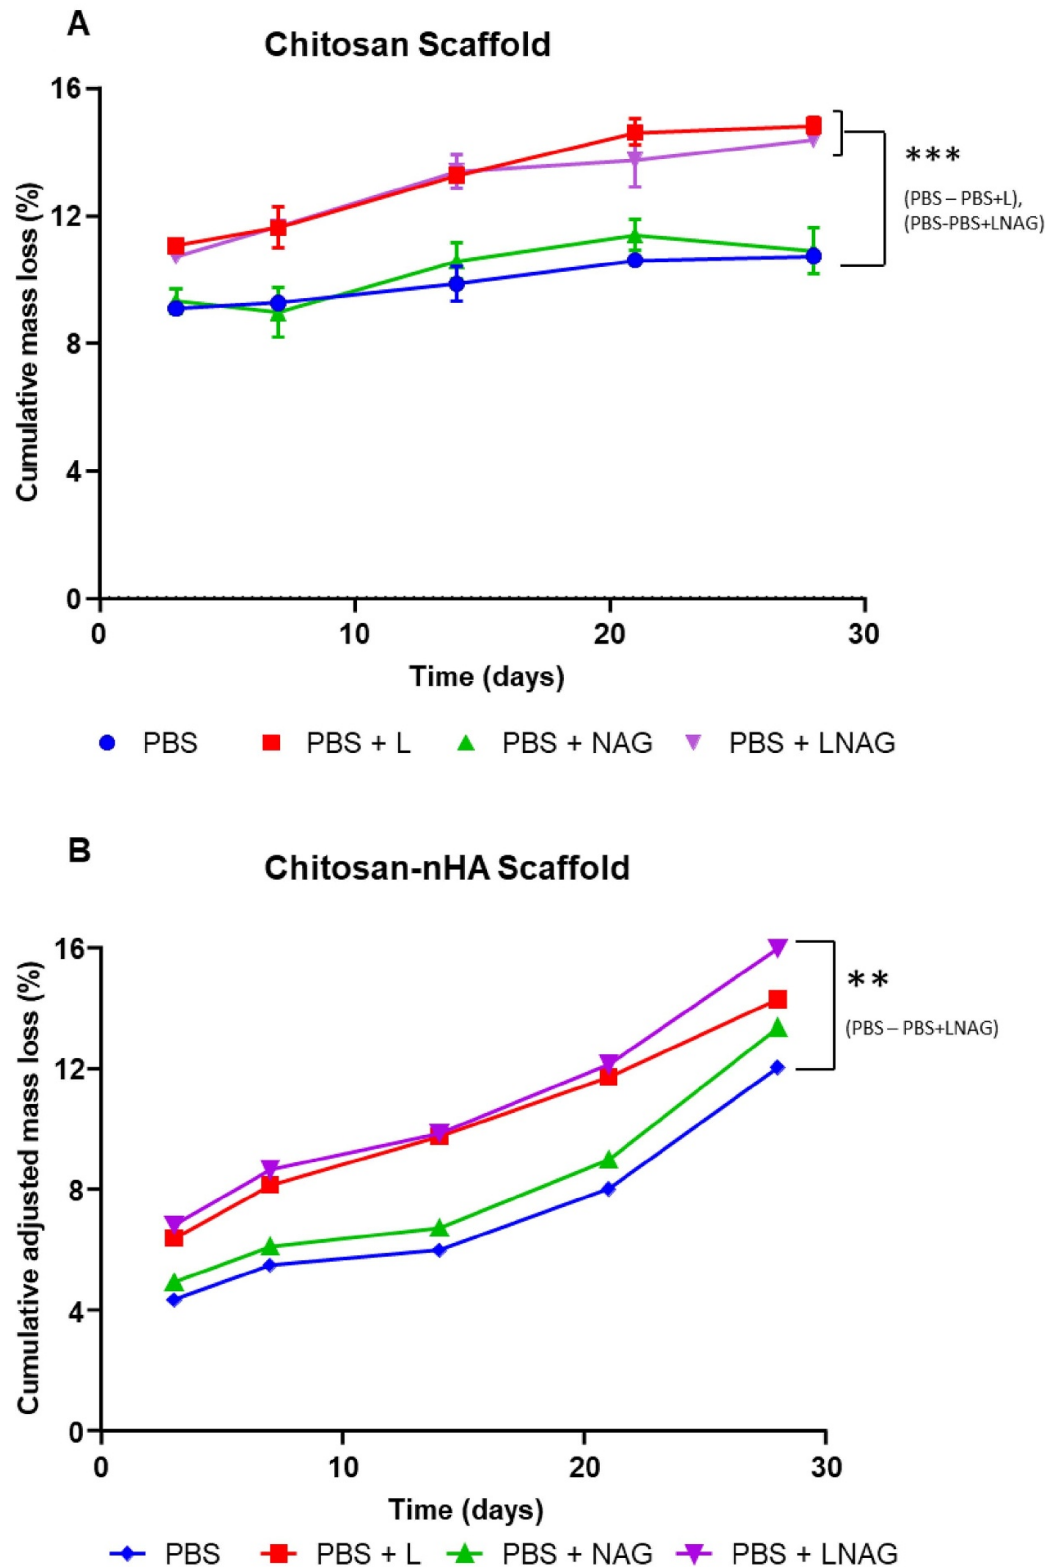 A
Chitosan Scaffold
16
12
8
4
0
Cumulative mass loss (%)
0 10 20 30
Time (days)
***
(PBS – PBS+L),
(PBS-PBS+LNAG)
PBS PBS + L PBS + NAG PBS + LNAG
B
Chitosan-nHA Scaffold
16
12
8
4
0
Cumulative adjusted mass loss (%)
0 10 20 30
Time (days)
**
(PBS – PBS+LNAG)
PBS PBS + L PBS + NAG PBS + LNAG